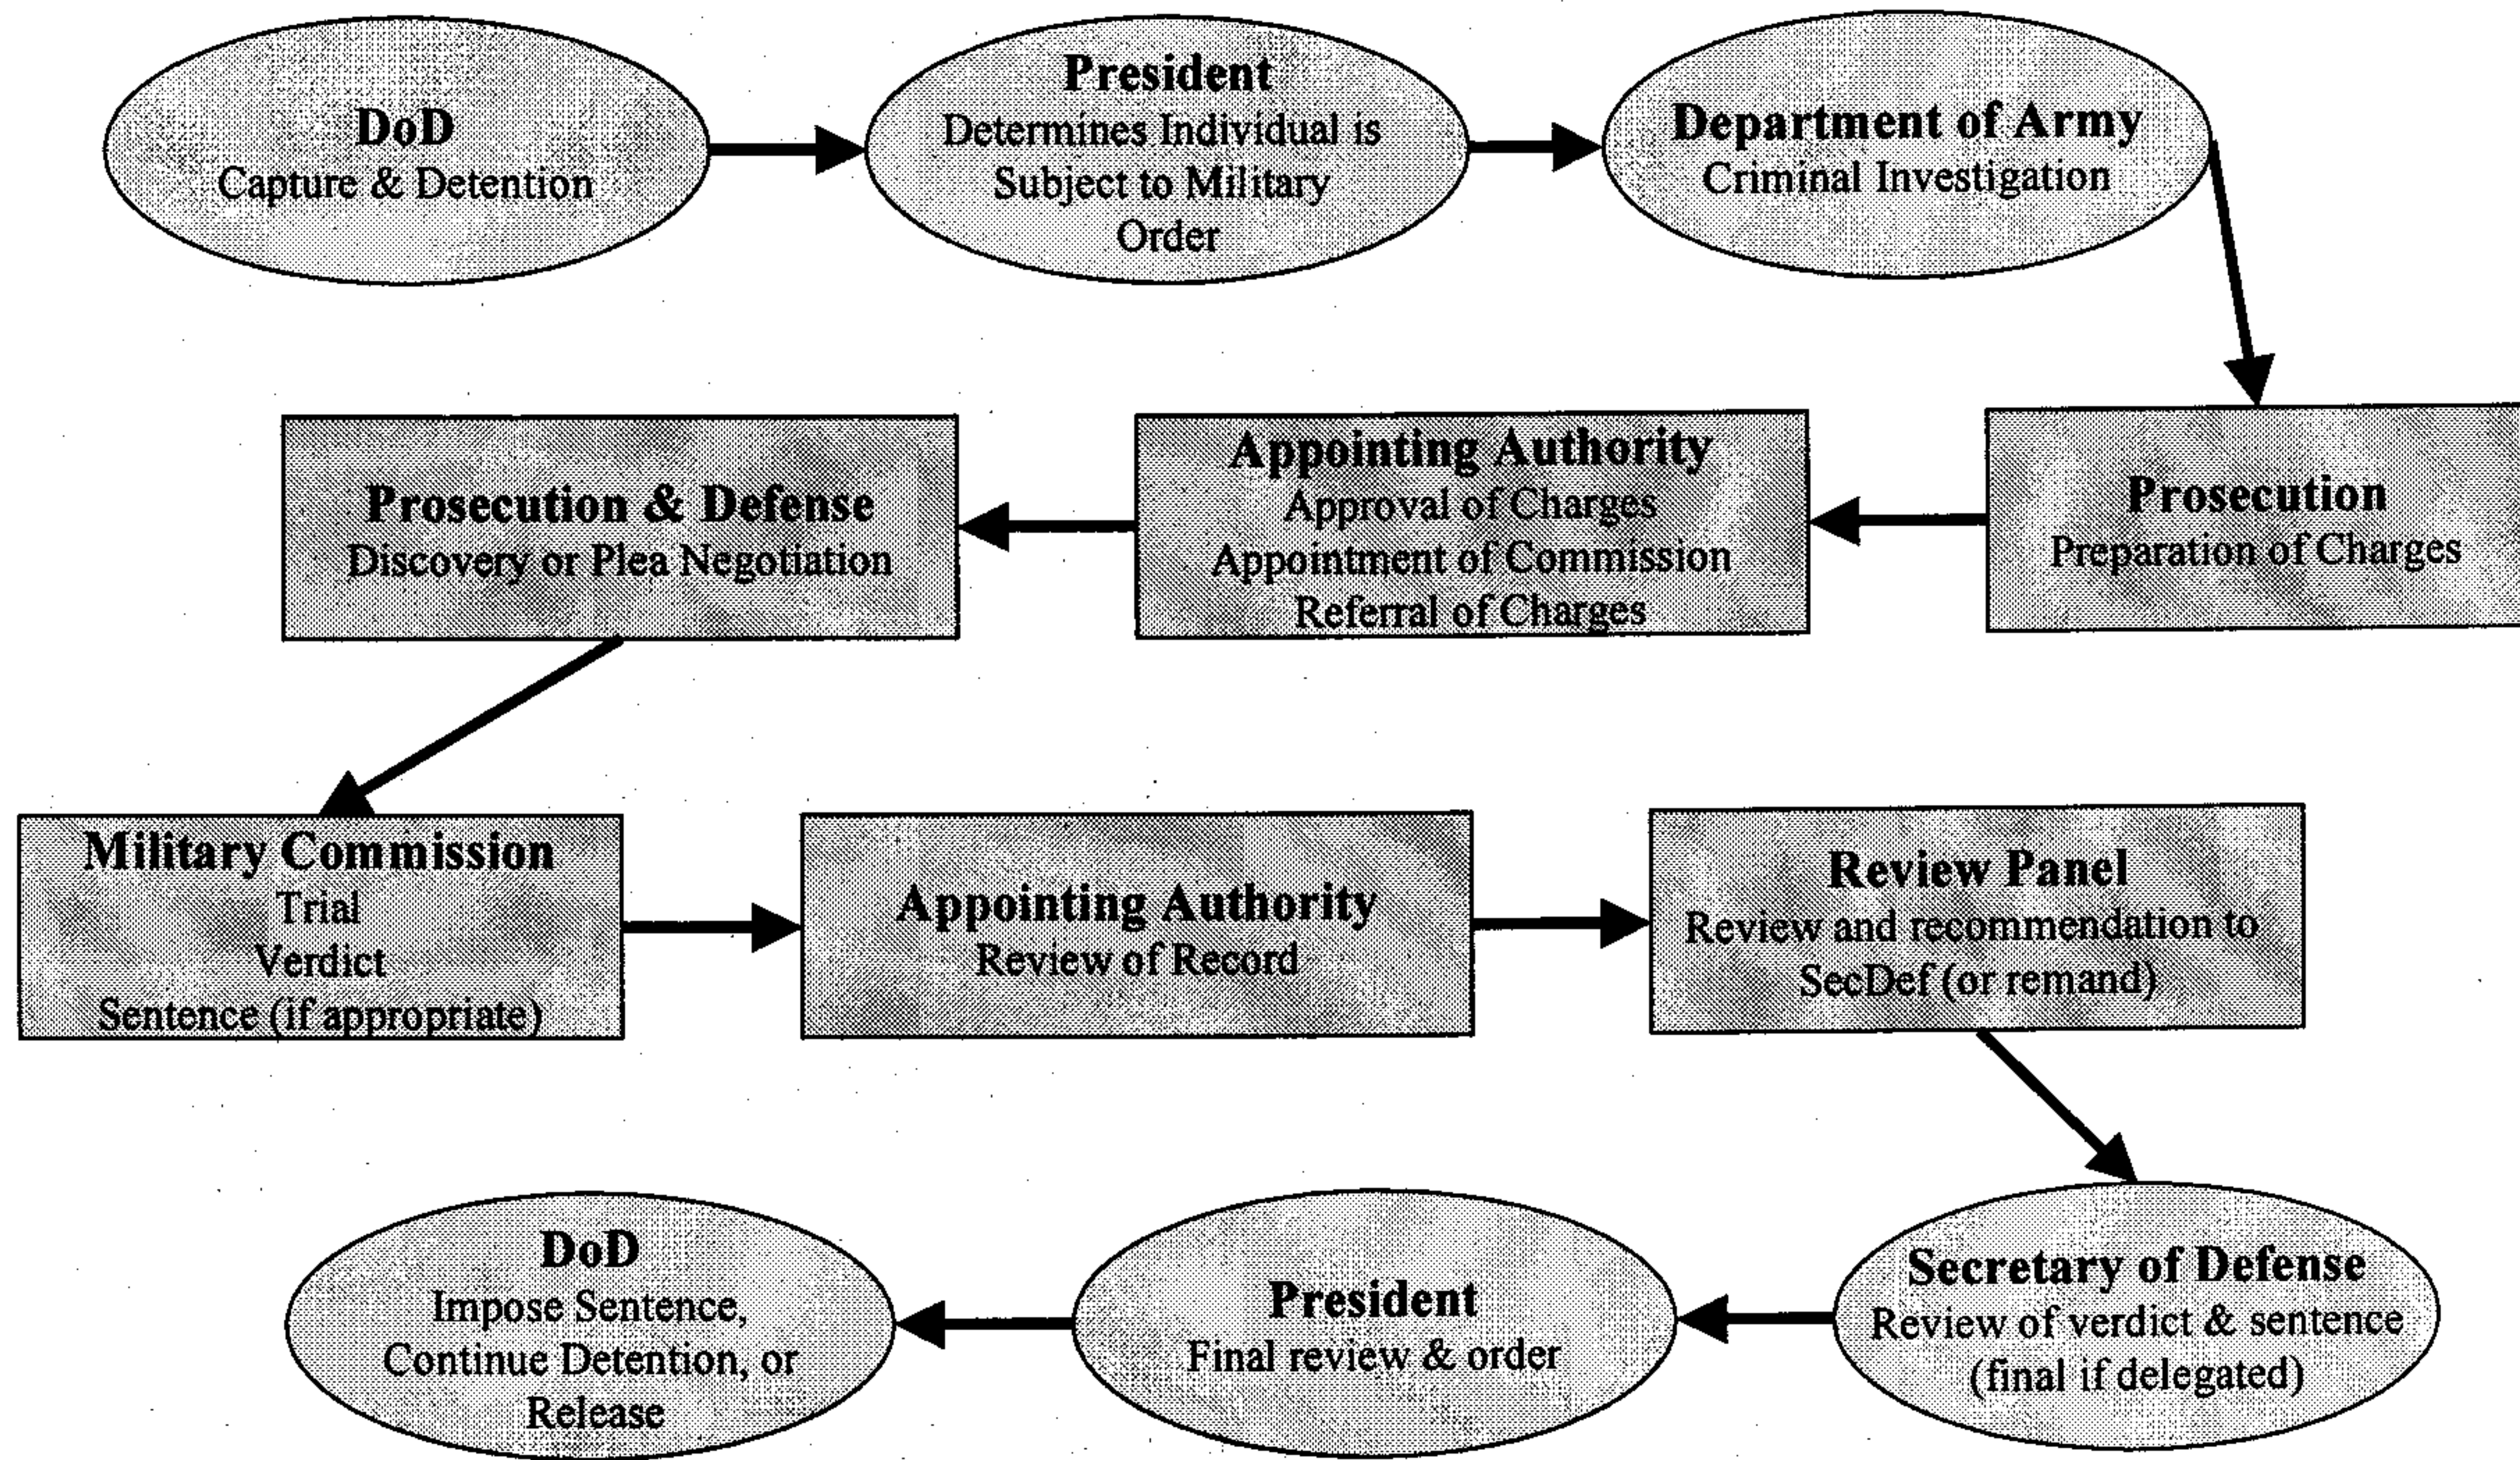 DoD
Capture & Detention
President
Determines Individual is
Subject to Military
Order
Department of Army
Criminal Investigation
Prosecution
Preparation of Charges
Appointing Authority
Approval of Charges
Appointment of Commission
Referral of Charges
Prosecution & Defense
Discovery or Plea Negotiation
Military Commission
Trial
Verdict
Sentence (if appropriate)
Appointing Authority
Review of Record
Review Panel
Review and recommendation to
SecDef (or remand)
Secretary of Defense
Review of verdict & sentence
(final if delegated)
President
Final review & order
DoD
Impose Sentence,
Continue Detention, or
Release